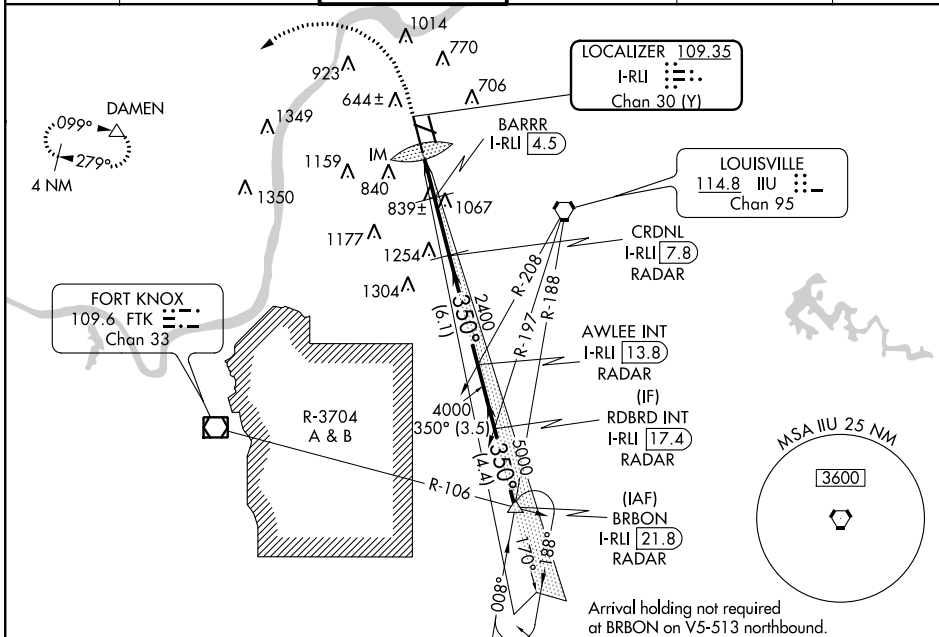 1014
770
923
706
644±
LOCALIZER 109.35
I-RLI
Chan 30 (Y)
DAMEN
099°
279°
4 NM
1349
BARRR
I-RLI 4.5
IM
1159
840
1350
839±
1067
LOUISVILLE
114.8 IIU
Chan 95
1177
1254
CRDNL
I-RLI 7.8
RADAR
1304
R-208
R-197
R-188
2400
350°
(6.1)
FORT KNOX
109.6 FTK
Chan 33
AWLEE INT
I-RLI 13.8
RADAR
R-3704
A & B
4000
350° (3.5)
(IF)
RDBRD INT
I-RLI 17.4
RADAR
350°
5000
(4.4)
R-106
MSA IIU 25 NM
3600
(IAF)
BRBON
I-RLI 21.8
RADAR
170°
188°
008°
Arrival holding not required
at BRBON on V5-513 northbound.